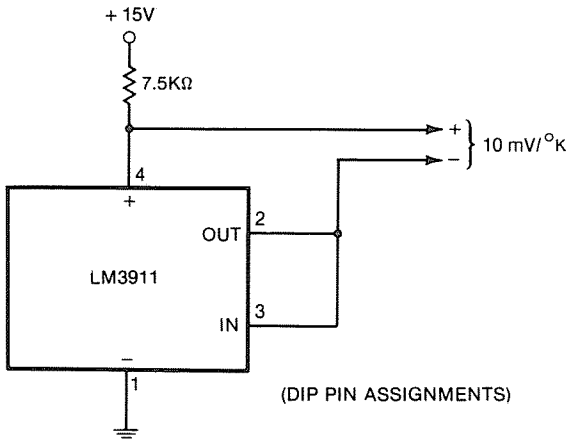 + 15V
7.5KΩ
+
−
10 mV/°K
4
+
OUT
2
LM3911
IN
3
−
1
(DIP PIN ASSIGNMENTS)